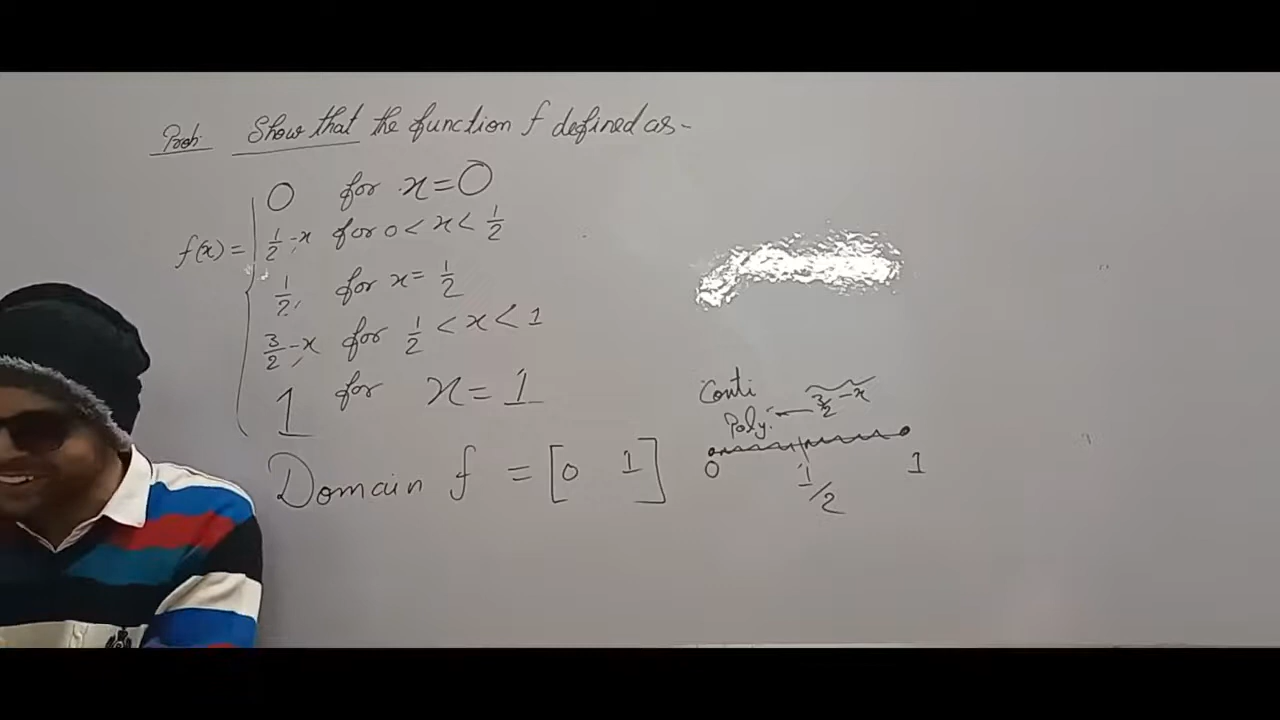 Prob. Show that the function f defined as-
0 for x=0
f(x)= 1/2 -x, for 0 < x < 1/2
1/2, for x= 1/2
3/2 -x, for 1/2 < x < 1
1 for x=1
Domain f = [0 1]
Conti
Poly. 3/2 -x
0 1/2 1